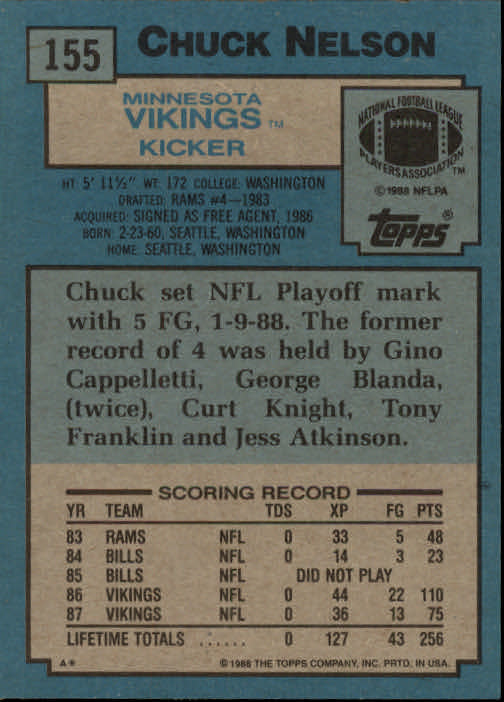 155
CHUCK NELSON
MINNESOTA
VIKINGS TM
KICKER
NATIONAL FOOTBALL LEAGUE
PLAYERS ASSOCIATION TM
©1988 NFLPA
TOPPS®
HT: 5' 11½" WT: 172 COLLEGE: WASHINGTON
DRAFTED: RAMS #4—1983
ACQUIRED: SIGNED AS FREE AGENT, 1986
BORN: 2-23-60, SEATTLE, WASHINGTON
HOME: SEATTLE, WASHINGTON
Chuck set NFL Playoff mark
with 5 FG, 1-9-88. The former
record of 4 was held by Gino
Cappelletti, George Blanda,
(twice), Curt Knight, Tony
Franklin and Jess Atkinson.
SCORING RECORD
YR TEAM TDS XP FG PTS
83 RAMS NFL 0 33 5 48
84 BILLS NFL 0 14 3 23
85 BILLS NFL DID NOT PLAY
86 VIKINGS NFL 0 44 22 110
87 VIKINGS NFL 0 36 13 75
LIFETIME TOTALS ...... 0 127 43 256
A* ©1988 THE TOPPS COMPANY, INC. PRTD. IN USA.